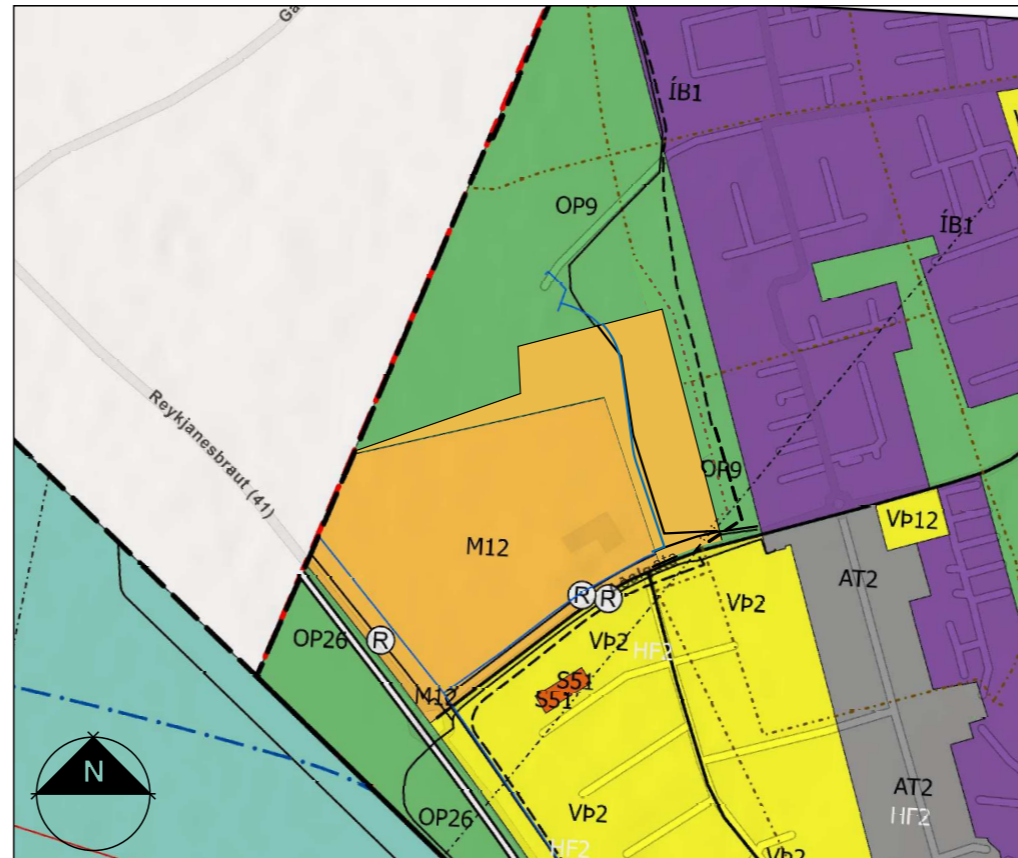 Ga
ÍB1
OP9
ÍB1
Reykjanesbraut (41)
OP9
VÞ12
M12
AT2
R
R
VÞ2
OP26
R
VÞ2
HF2
S51
S51
M12
N
AT2
OP26
VÞ2
HF2
HF2
VÞ2